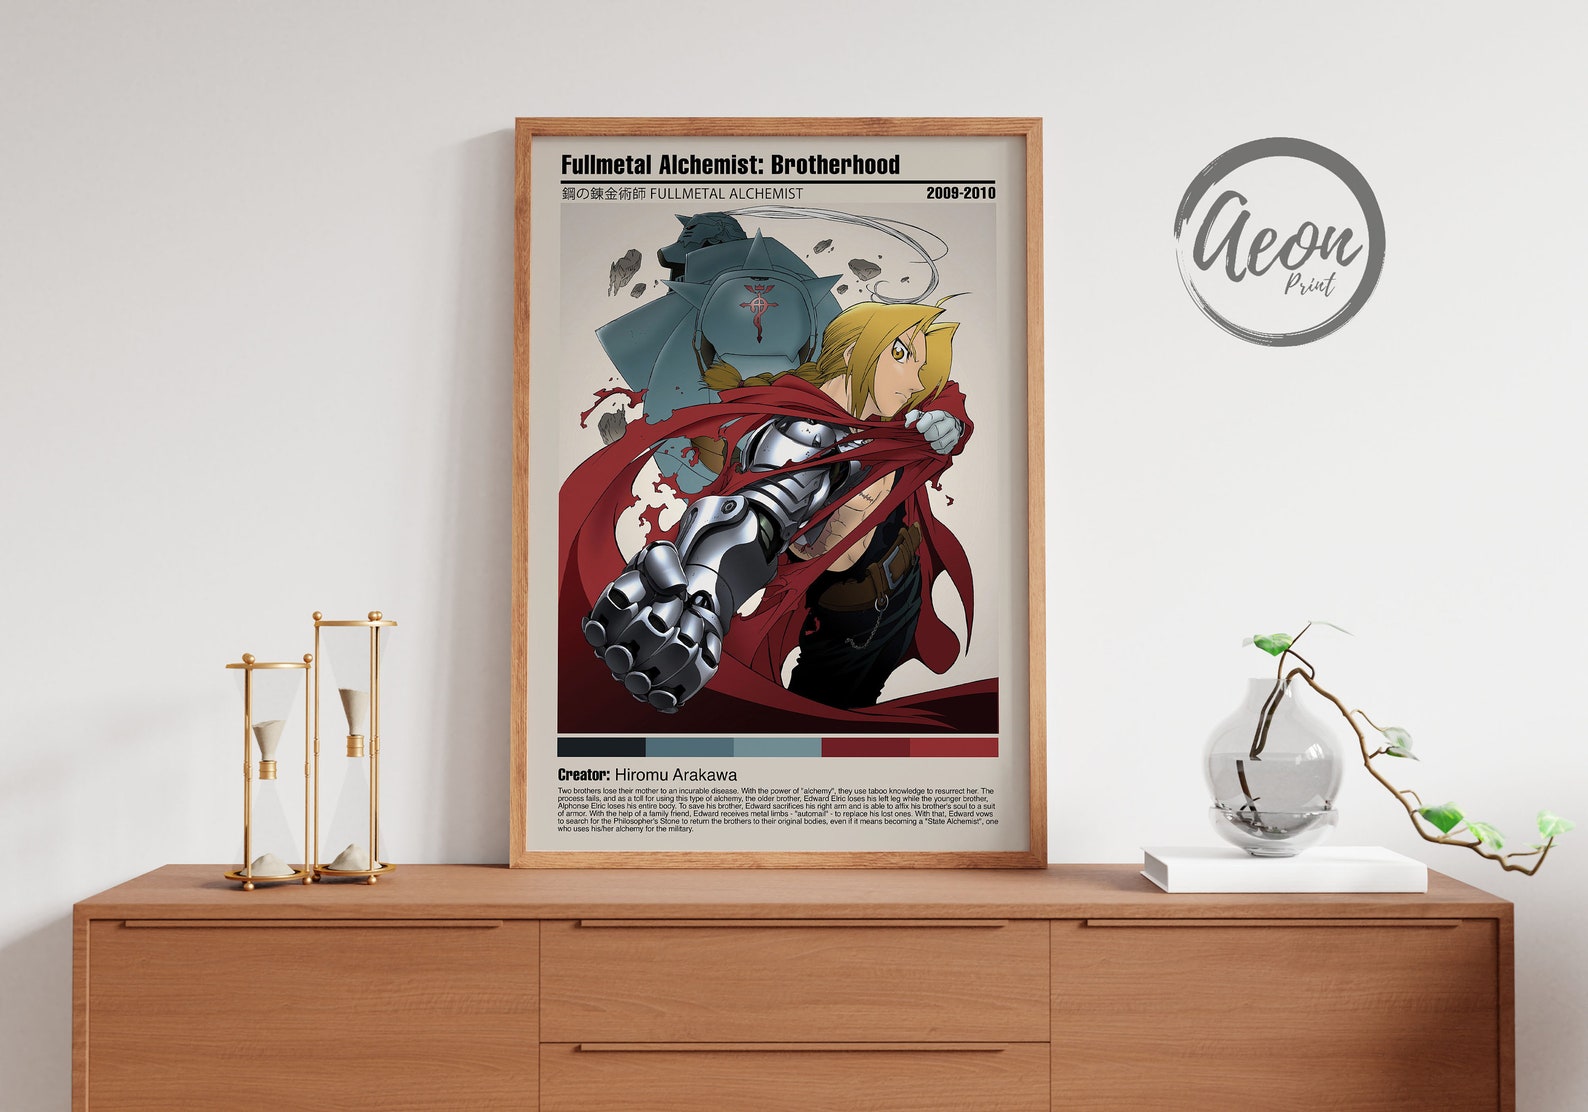 Fullmetal Alchemist: Brotherhood
鋼の錬金術師 FULLMETAL ALCHEMIST 2009-2010
Creator: Hiromu Arakawa
Two brothers lose their mother to an incurable disease. With the power of "alchemy", they use taboo knowledge to resurrect her. The
process fails, and as a toll for using this type of alchemy, the older brother, Edward Elric loses his left leg while the younger brother,
Alphonse Elric loses his entire body. To save his brother, Edward sacrifices his right arm and is able to affix his brother's soul to a suit
of armor. With the help of a family friend, Edward receives metal limbs - "automail" - to replace his lost ones. With that, Edward vows
to search for the Philosopher's Stone to return the brothers to their original bodies, even if it means becoming a "State Alchemist", one
who uses his/her alchemy for the military.
Aeon
Print